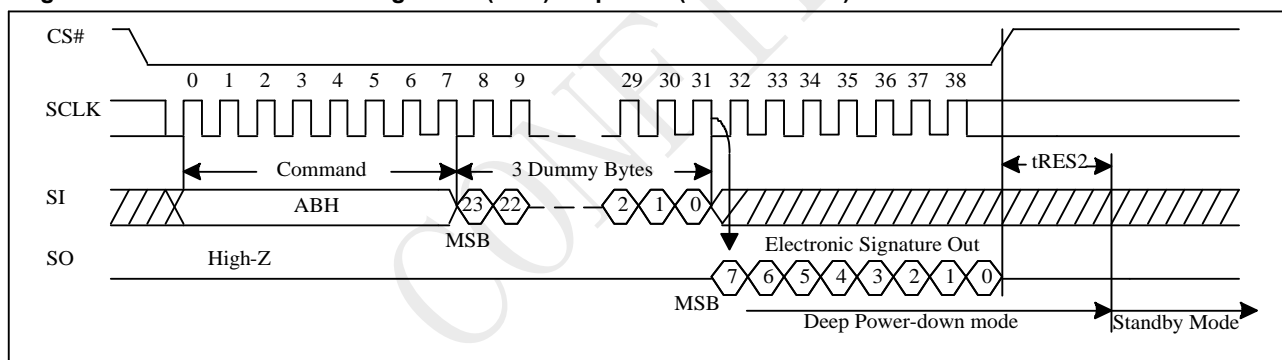 CS#
0 1 2 3 4 5 6 7 8 9 29 30 31 32 33 34 35 36 37 38
SCLK
Command 3 Dummy Bytes tRES2
SI ABH 23 22 2 1 0
MSB
SO High-Z Electronic Signature Out
7 6 5 4 3 2 1 0
MSB
Deep Power-down mode Standby Mode